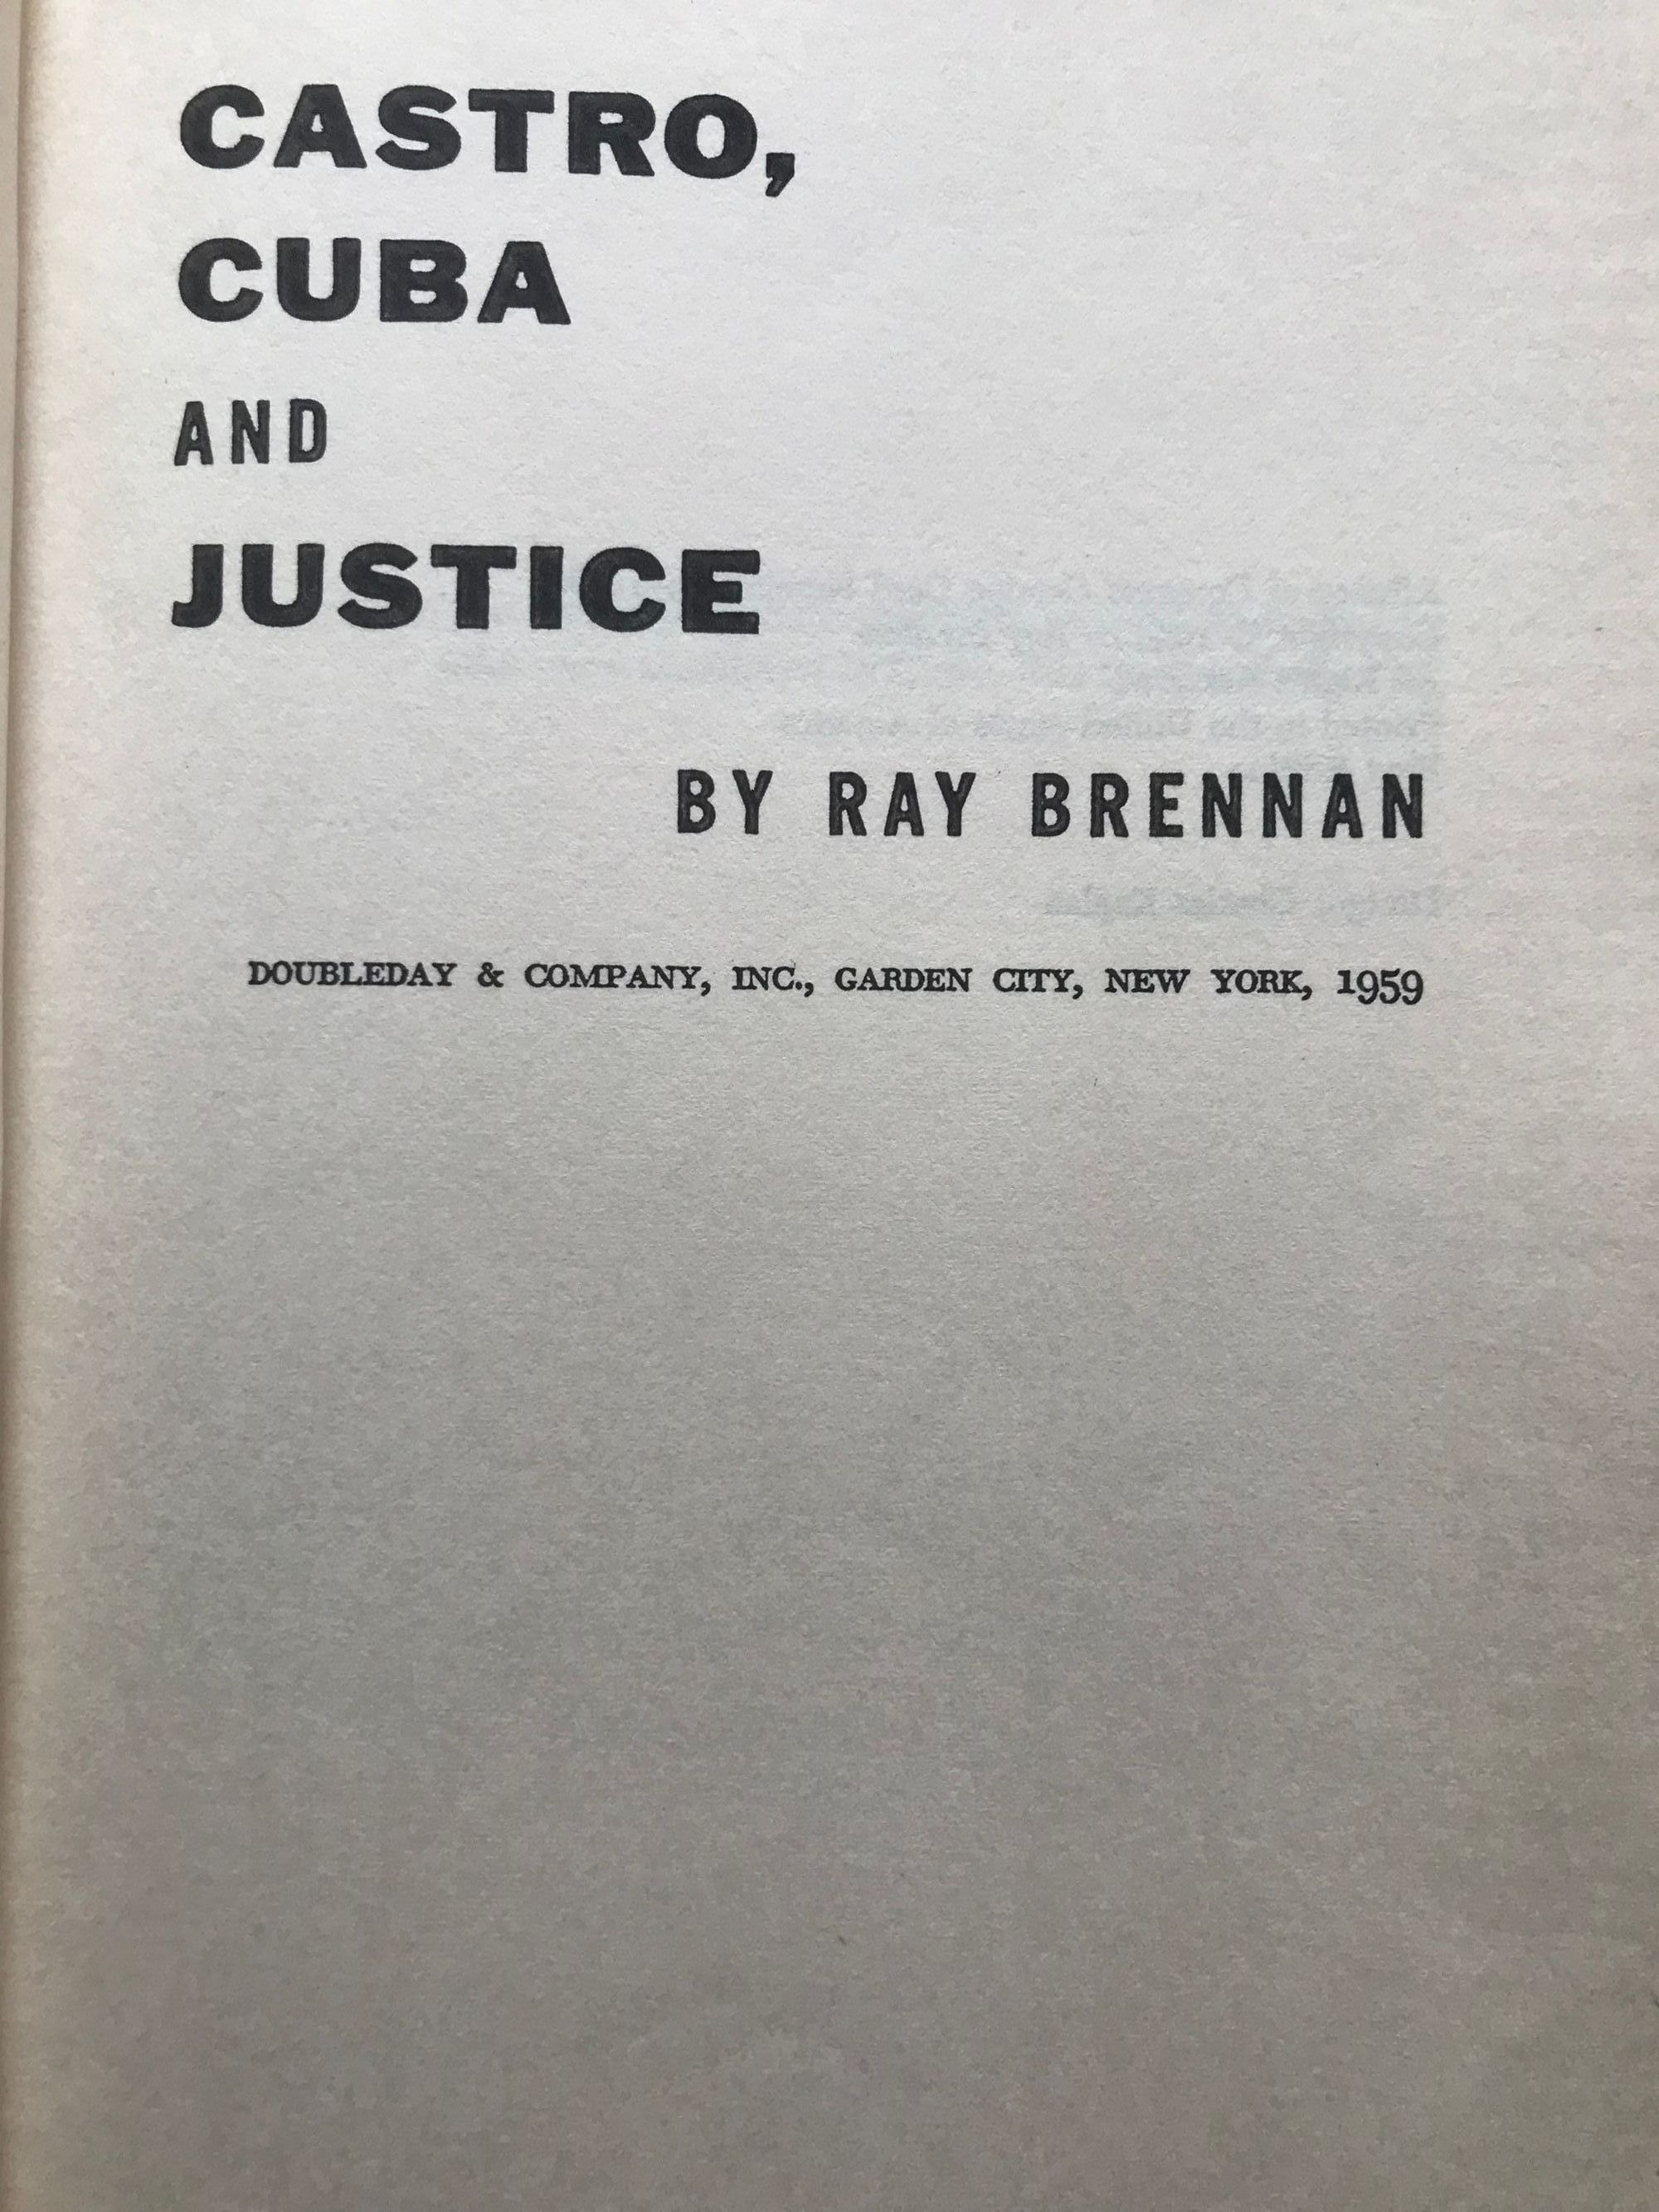 CASTRO,
CUBA
AND
JUSTICE
BY RAY BRENNAN
DOUBLEDAY & COMPANY, INC., GARDEN CITY, NEW YORK, 1959